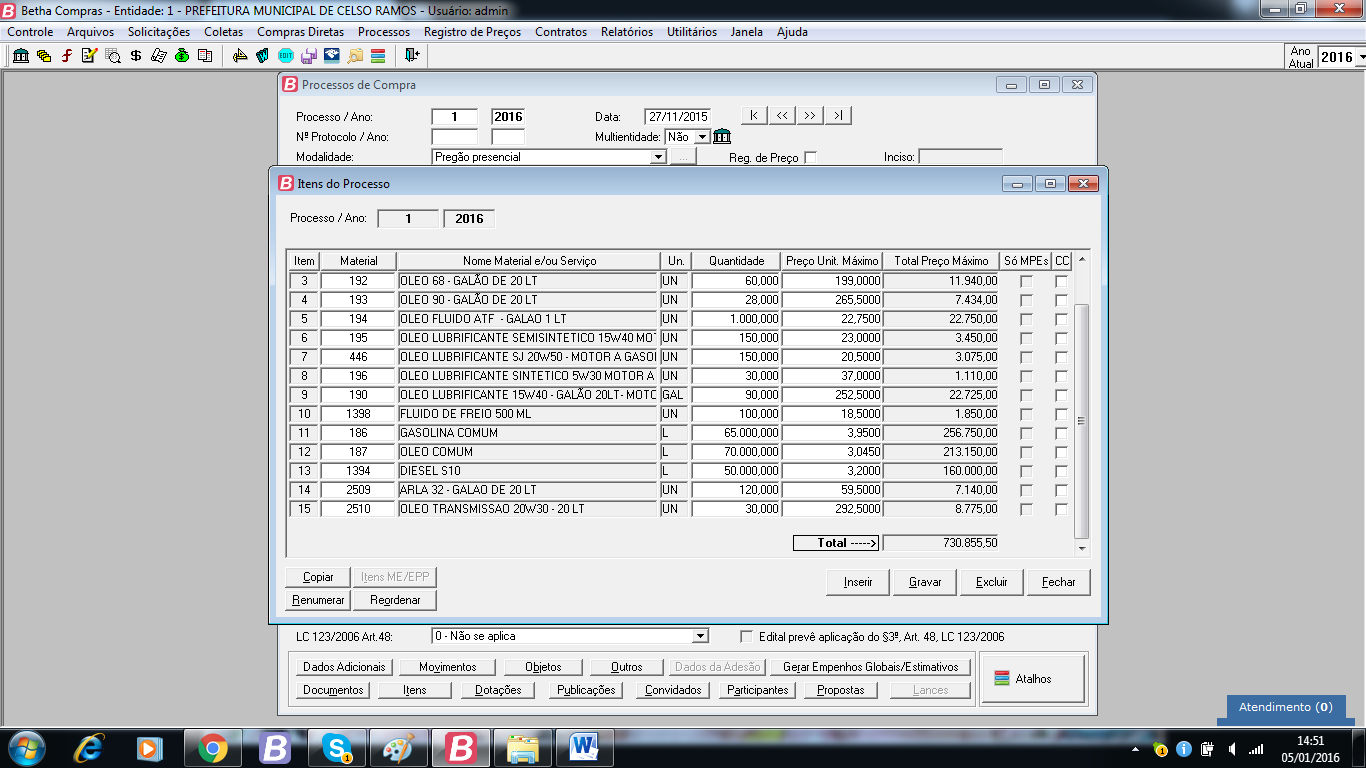 Betha Compras - Entidade: 1 - PREFEITURA MUNICIPAL DE CELSO RAMOS - Usuário: admin
Controle Arquivos Solicitações Coletas Compras Diretas Processos Registro de Preços Contratos Relatórios Utilitários Janela Ajuda
Ano Atual 2016
Processos de Compra
Processo / Ano: 1 2016 Data: 27/11/2015 |< << >> >|
Nº Protocolo / Ano: Multientidade: Não
Modalidade: Pregão presencial ... Reg. de Preço Inciso:
Itens do Processo
Processo / Ano: 1 2016
Item Material Nome Material e/ou Serviço Un. Quantidade Preço Unit. Máximo Total Preço Máximo Só MPEs CC
3 192 OLEO 68 - GALÃO DE 20 LT UN 60,000 199,0000 11.940,00
4 193 OLEO 90 - GALÃO DE 20 LT UN 28,000 265,5000 7.434,00
5 194 OLEO FLUIDO ATF - GALAO 1 LT UN 1.000,000 22,7500 22.750,00
6 195 OLEO LUBRIFICANTE SEMISINTETICO 15W40 MOT UN 150,000 23,0000 3.450,00
7 446 OLEO LUBRIFICANTE SJ 20W50 - MOTOR A GASOI UN 150,000 20,5000 3.075,00
8 196 OLEO LUBRIFICANTE SINTETICO 5W30 MOTOR A UN 30,000 37,0000 1.110,00
9 190 OLEO LUBRIFICANTE 15W40 - GALÃO 20LT- MOTO GAL 90,000 252,5000 22.725,00
10 1398 FLUIDO DE FREIO 500 ML UN 100,000 18,5000 1.850,00
11 186 GASOLINA COMUM L 65.000,000 3,9500 256.750,00
12 187 OLEO COMUM L 70.000,000 3,0450 213.150,00
13 1394 DIESEL S10 L 50.000,000 3,2000 160.000,00
14 2509 ARLA 32 - GALAO DE 20 LT UN 120,000 59,5000 7.140,00
15 2510 OLEO TRANSMISSAO 20W30 - 20 LT UN 30,000 292,5000 8.775,00
Total -----> 730.855,50
Copiar Itens ME/EPP Inserir Gravar Excluir Fechar
Renumerar Reordenar
LC 123/2006 Art.48: 0 - Não se aplica Edital prevê aplicação do §3º, Art. 48, LC 123/2006
Dados Adicionais Movimentos Objetos Outros Dados da Adesão Gerar Empenhos Globais/Estimativos
Documentos Itens Dotações Publicações Convidados Participantes Propostas Lances Atalhos
Atendimento (0)
14:51
05/01/2016